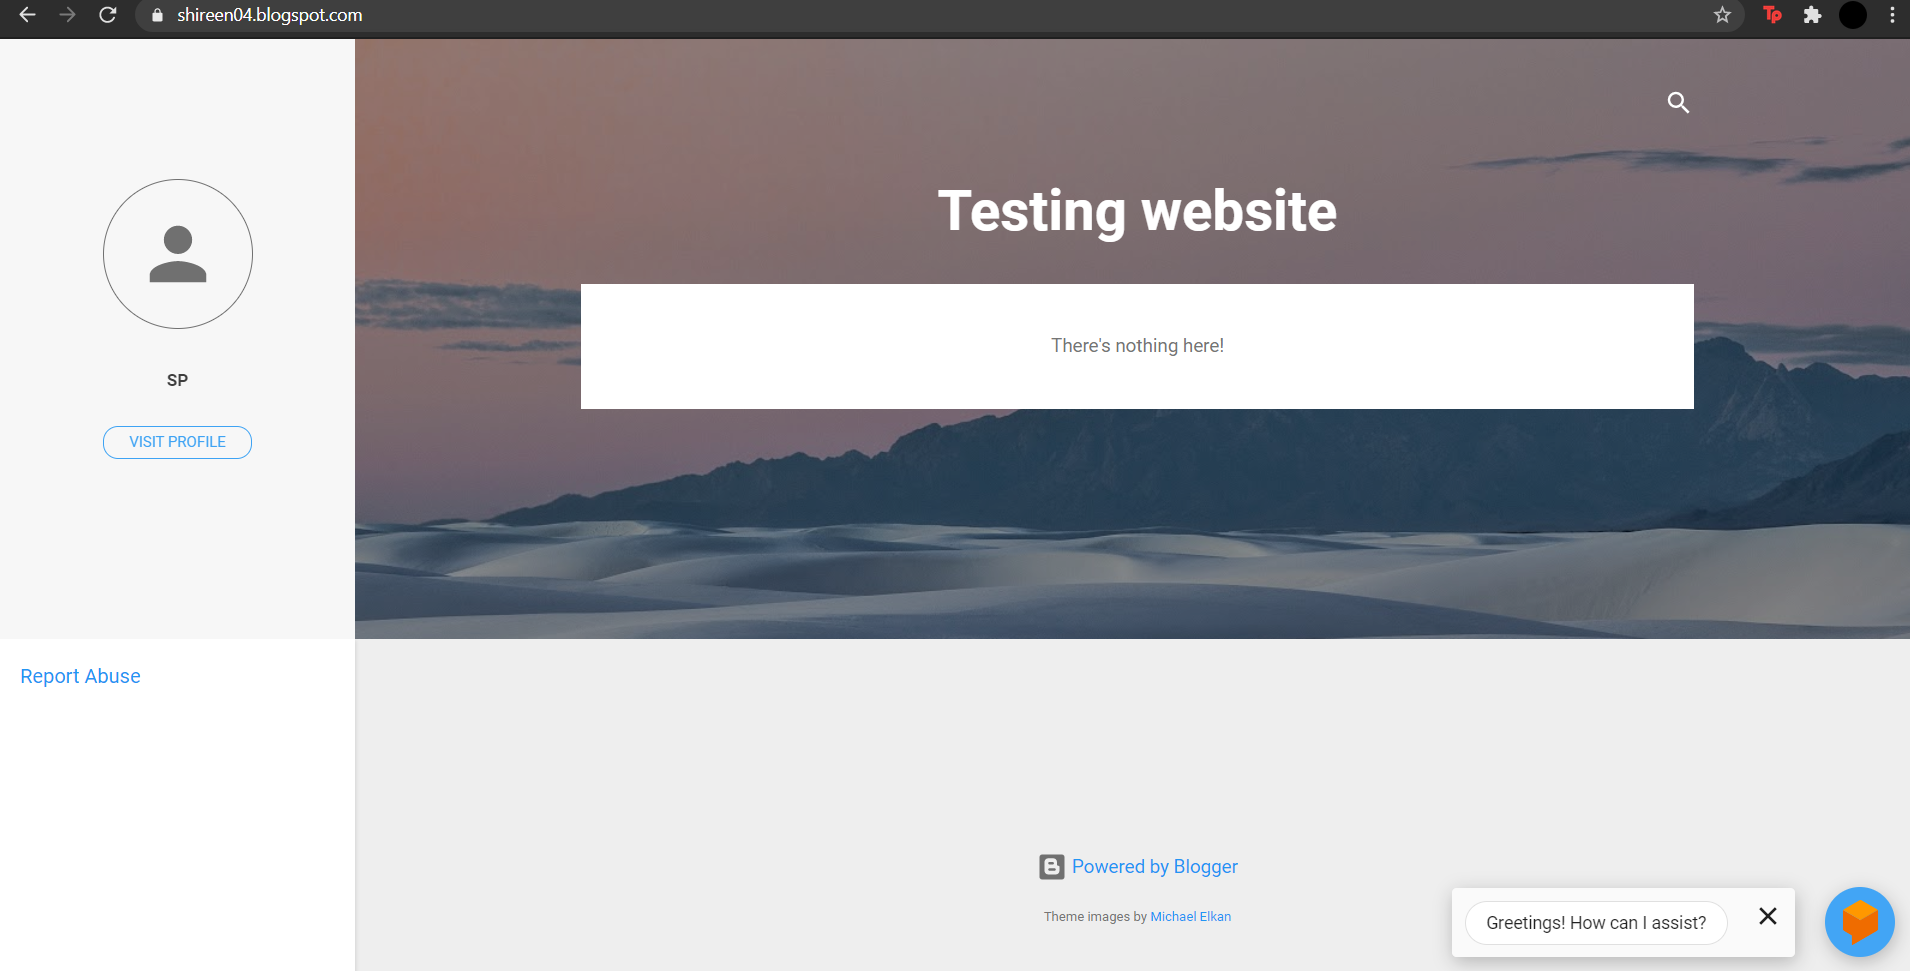 shireen04.blogspot.com
Tp
Testing website
There's nothing here!
SP
VISIT PROFILE
Report Abuse
Powered by Blogger
Theme images by Michael Elkan
Greetings! How can I assist?